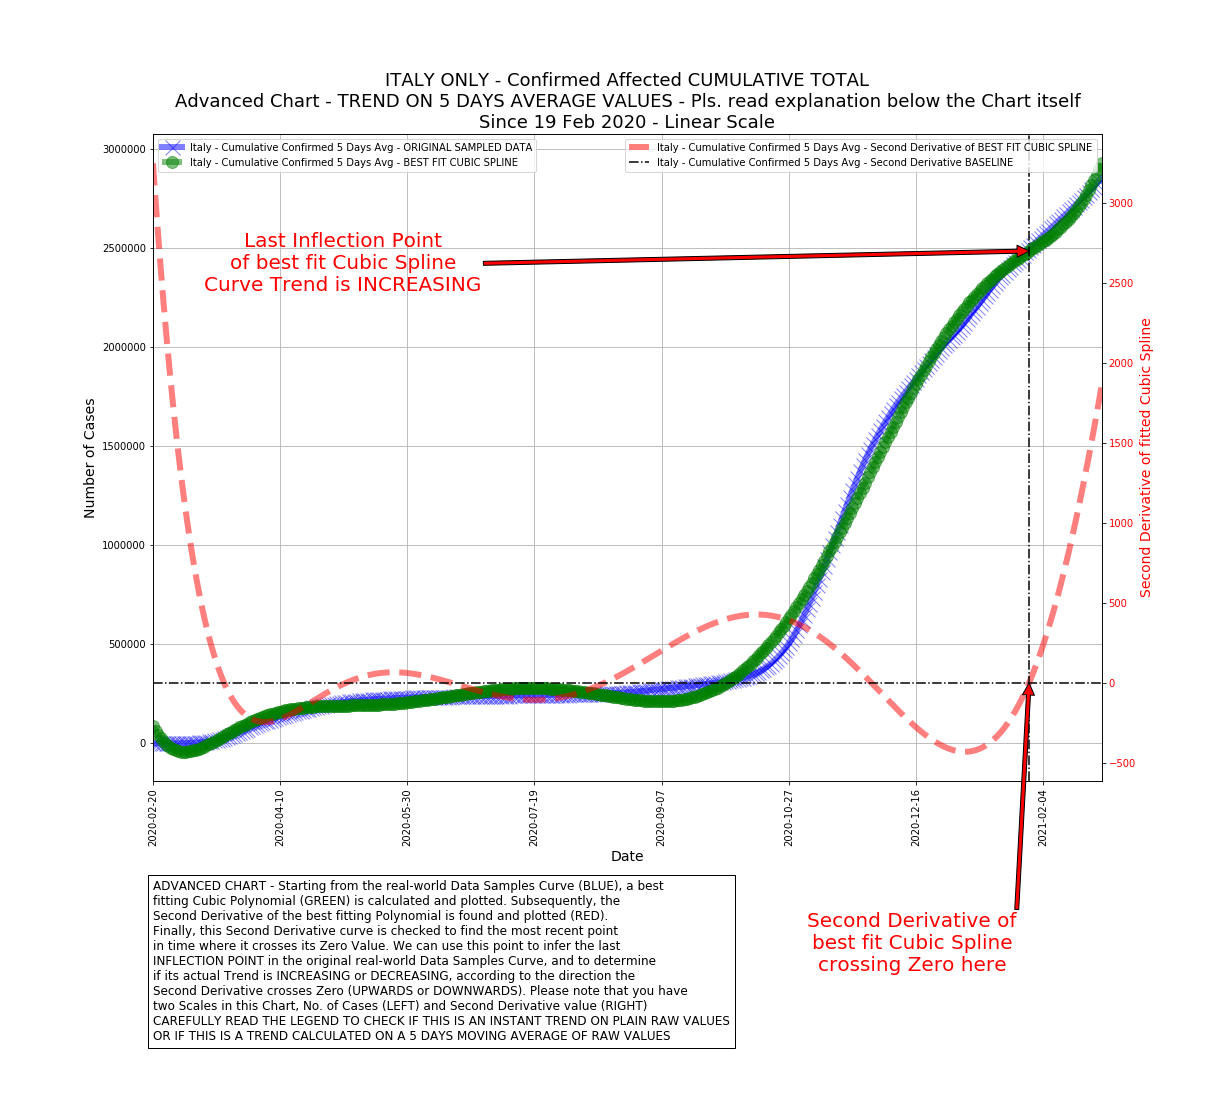 ITALY ONLY - Confirmed Affected CUMULATIVE TOTAL
Advanced Chart - TREND ON 5 DAYS AVERAGE VALUES - Pls. read explanation below the Chart itself
Since 19 Feb 2020 - Linear Scale
Italy - Cumulative Confirmed 5 Days Avg - ORIGINAL SAMPLED DATA
Italy - Cumulative Confirmed 5 Days Avg - BEST FIT CUBIC SPLINE
Italy - Cumulative Confirmed 5 Days Avg - Second Derivative of BEST FIT CUBIC SPLINE
Italy - Cumulative Confirmed 5 Days Avg - Second Derivative BASELINE
Last Inflection Point
of best fit Cubic Spline
Curve Trend is INCREASING
Number of Cases
3000000
2500000
2000000
1500000
1000000
500000
0
3000
2500
2000
1500
1000
500
0
−500
Second Derivative of fitted Cubic Spline
2020-02-20
2020-04-10
2020-05-30
2020-07-19
2020-09-07
2020-10-27
2020-12-16
2021-02-04
Date
ADVANCED CHART - Starting from the real-world Data Samples Curve (BLUE), a best
fitting Cubic Polynomial (GREEN) is calculated and plotted. Subsequently, the
Second Derivative of the best fitting Polynomial is found and plotted (RED).
Finally, this Second Derivative curve is checked to find the most recent point
in time where it crosses its Zero Value. We can use this point to infer the last
INFLECTION POINT in the original real-world Data Samples Curve, and to determine
if its actual Trend is INCREASING or DECREASING, according to the direction the
Second Derivative crosses Zero (UPWARDS or DOWNWARDS). Please note that you have
two Scales in this Chart, No. of Cases (LEFT) and Second Derivative value (RIGHT)
CAREFULLY READ THE LEGEND TO CHECK IF THIS IS AN INSTANT TREND ON PLAIN RAW VALUES
OR IF THIS IS A TREND CALCULATED ON A 5 DAYS MOVING AVERAGE OF RAW VALUES
Second Derivative of
best fit Cubic Spline
crossing Zero here